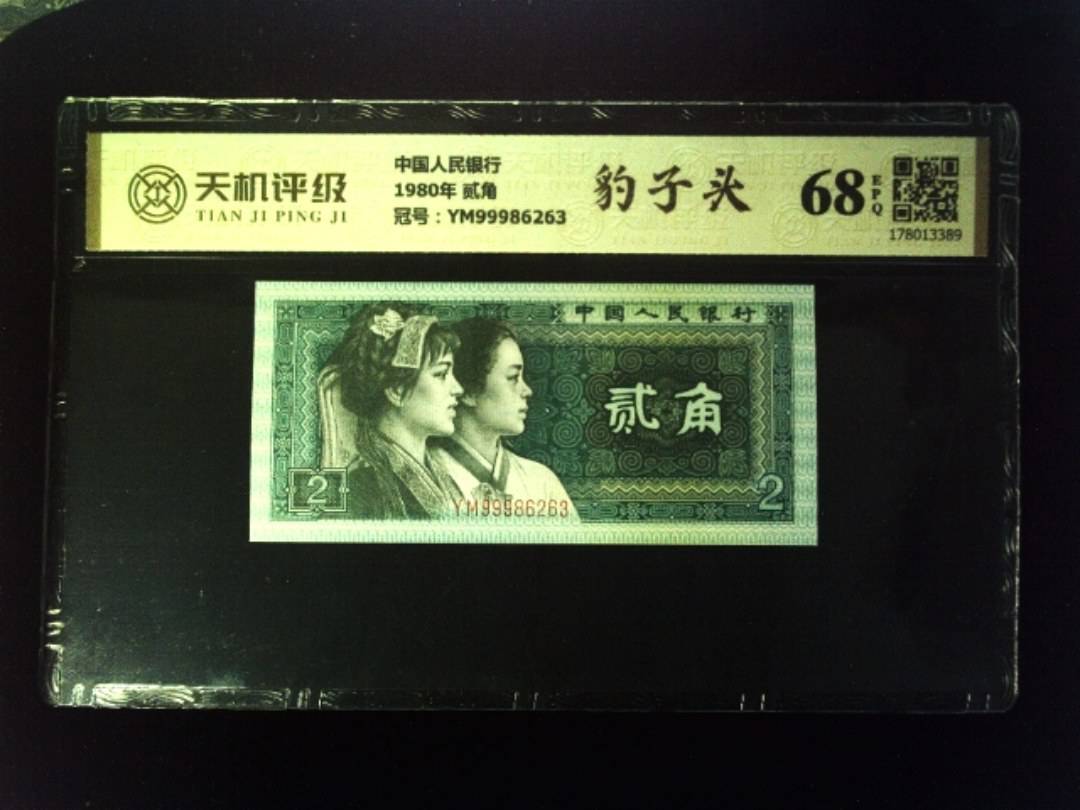 天机评级
TIAN JI PING JI
中国人民银行
1980年 贰角
冠号：YM99986263
豹子头
68
EPQ
178013389
中国人民银行
贰角
2
YM99986263
2